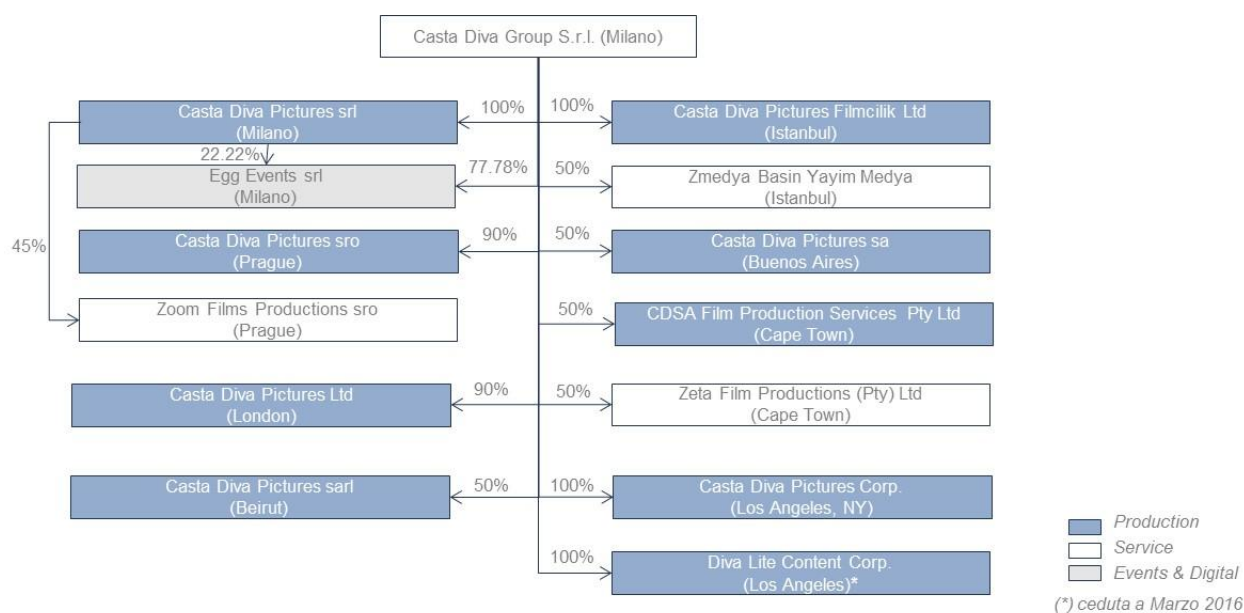 Casta Diva Group S.r.l. (Milano)
Casta Diva Pictures srl
(Milano)
100%
100%
Casta Diva Pictures Filmcilik Ltd
(Istanbul)
22.22%
Egg Events srl
(Milano)
77.78%
50%
Zmedya Basin Yayim Medya
(Istanbul)
45%
Casta Diva Pictures sro
(Prague)
90%
50%
Casta Diva Pictures sa
(Buenos Aires)
Zoom Films Productions sro
(Prague)
50%
CDSA Film Production Services Pty Ltd
(Cape Town)
Casta Diva Pictures Ltd
(London)
90%
50%
Zeta Film Productions (Pty) Ltd
(Cape Town)
Casta Diva Pictures sarl
(Beirut)
50%
100%
Casta Diva Pictures Corp.
(Los Angeles, NY)
100%
Diva Lite Content Corp.
(Los Angeles)*
Production
Service
Events & Digital
(*) ceduta a Marzo 2016